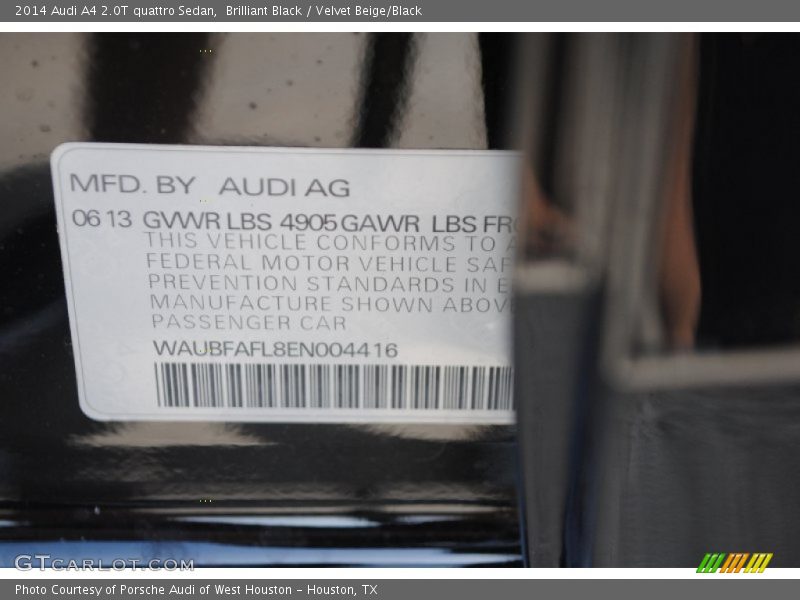 2014 Audi A4 2.0T quattro Sedan,  Brilliant Black / Velvet Beige/Black
MFD. BY AUDI AG
06 13 GVWR LBS 4905 GAWR LBS
THIS VEHICLE CONFORMS TO
FEDERAL MOTOR VEHICLE
PREVENTION STANDARDS IN
MANUFACTURE SHOWN ABOVE
PASSENGER CAR
WAUBFAFL8EN004416
GTCARLOT.COM
Photo Courtesy of Porsche Audi of West Houston – Houston, TX